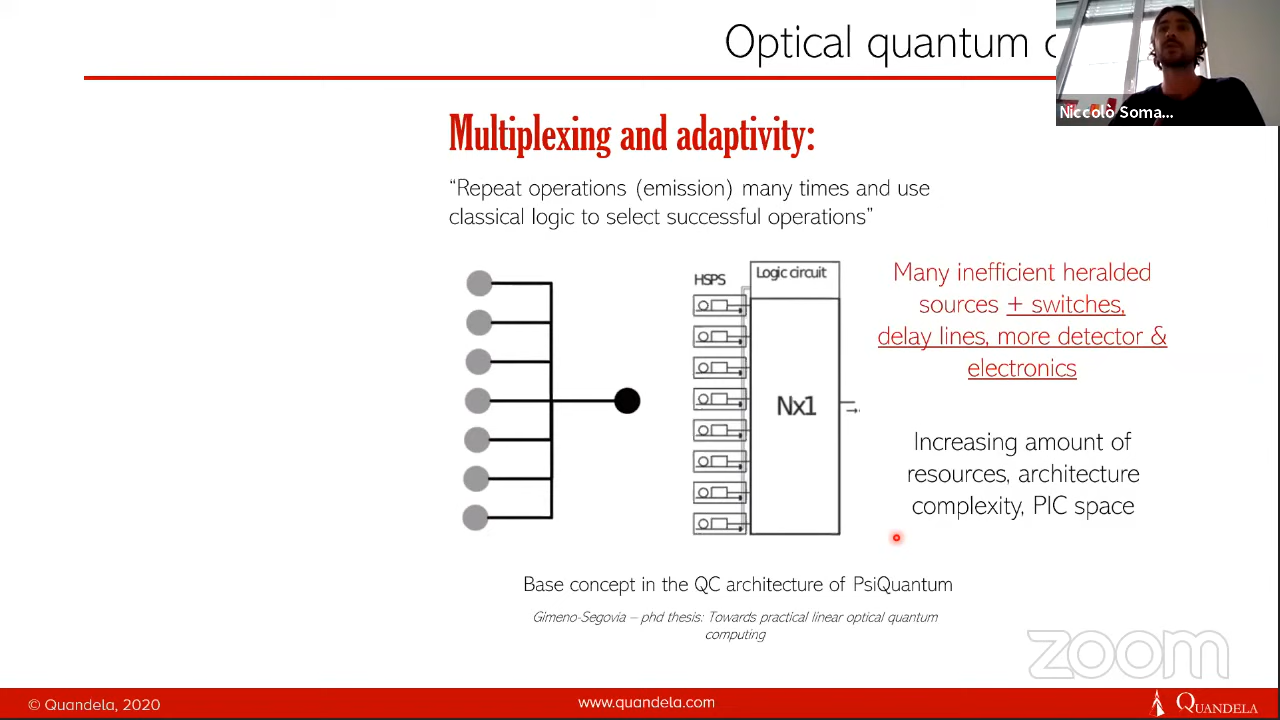 Optical quantum c
Niccolò Soma...
Multiplexing and adaptivity:
“Repeat operations (emission) many times and use
classical logic to select successful operations”
HSPS
Logic circuit
Nx1
Many inefficient heralded
sources + switches,
delay lines, more detector &
electronics
Increasing amount of
resources, architecture
complexity, PIC space
Base concept in the QC architecture of PsiQuantum
Gimeno-Segovia – phd thesis: Towards practical linear optical quantum
computing
zoom
© Quandela, 2020
www.quandela.com
QUANDELA